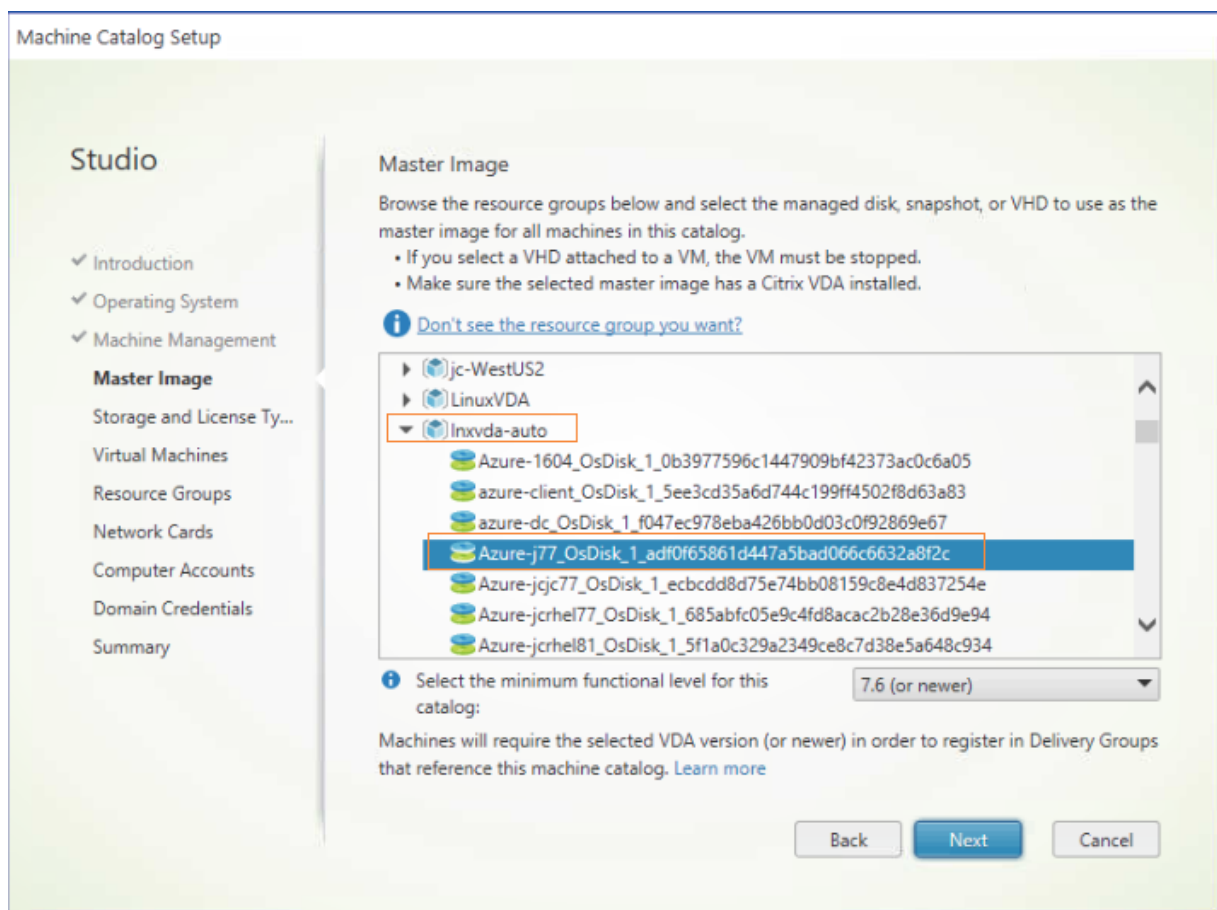 Machine Catalog Setup
Studio
Introduction
Operating System
Machine Management
Master Image
Storage and License Ty...
Virtual Machines
Resource Groups
Network Cards
Computer Accounts
Domain Credentials
Summary
Master Image
Browse the resource groups below and select the managed disk, snapshot, or VHD to use as the
master image for all machines in this catalog.
• If you select a VHD attached to a VM, the VM must be stopped.
• Make sure the selected master image has a Citrix VDA installed.
Don't see the resource group you want?
jc-WestUS2
LinuxVDA
lnxvda-auto
Azure-1604_OsDisk_1_0b3977596c1447909bf42373ac0c6a05
azure-client_OsDisk_1_5ee3cd35a6d744c199ff4502f8d63a83
azure-dc_OsDisk_1_f047ec978eba426bb0d03c0f92869e67
Azure-j77_OsDisk_1_adf0f65861d447a5bad066c6632a8f2c
Azure-jcjc77_OsDisk_1_ecbcdd8d75e74bb08159c8e4d837254e
Azure-jcrhel77_OsDisk_1_685abfc05e9c4fd8acac2b28e36d9e94
Azure-jcrhel81_OsDisk_1_5f1a0c329a2349ce8c7d38e5a648c934
Select the minimum functional level for this
catalog:
7.6 (or newer)
Machines will require the selected VDA version (or newer) in order to register in Delivery Groups
that reference this machine catalog. Learn more
Back
Next
Cancel